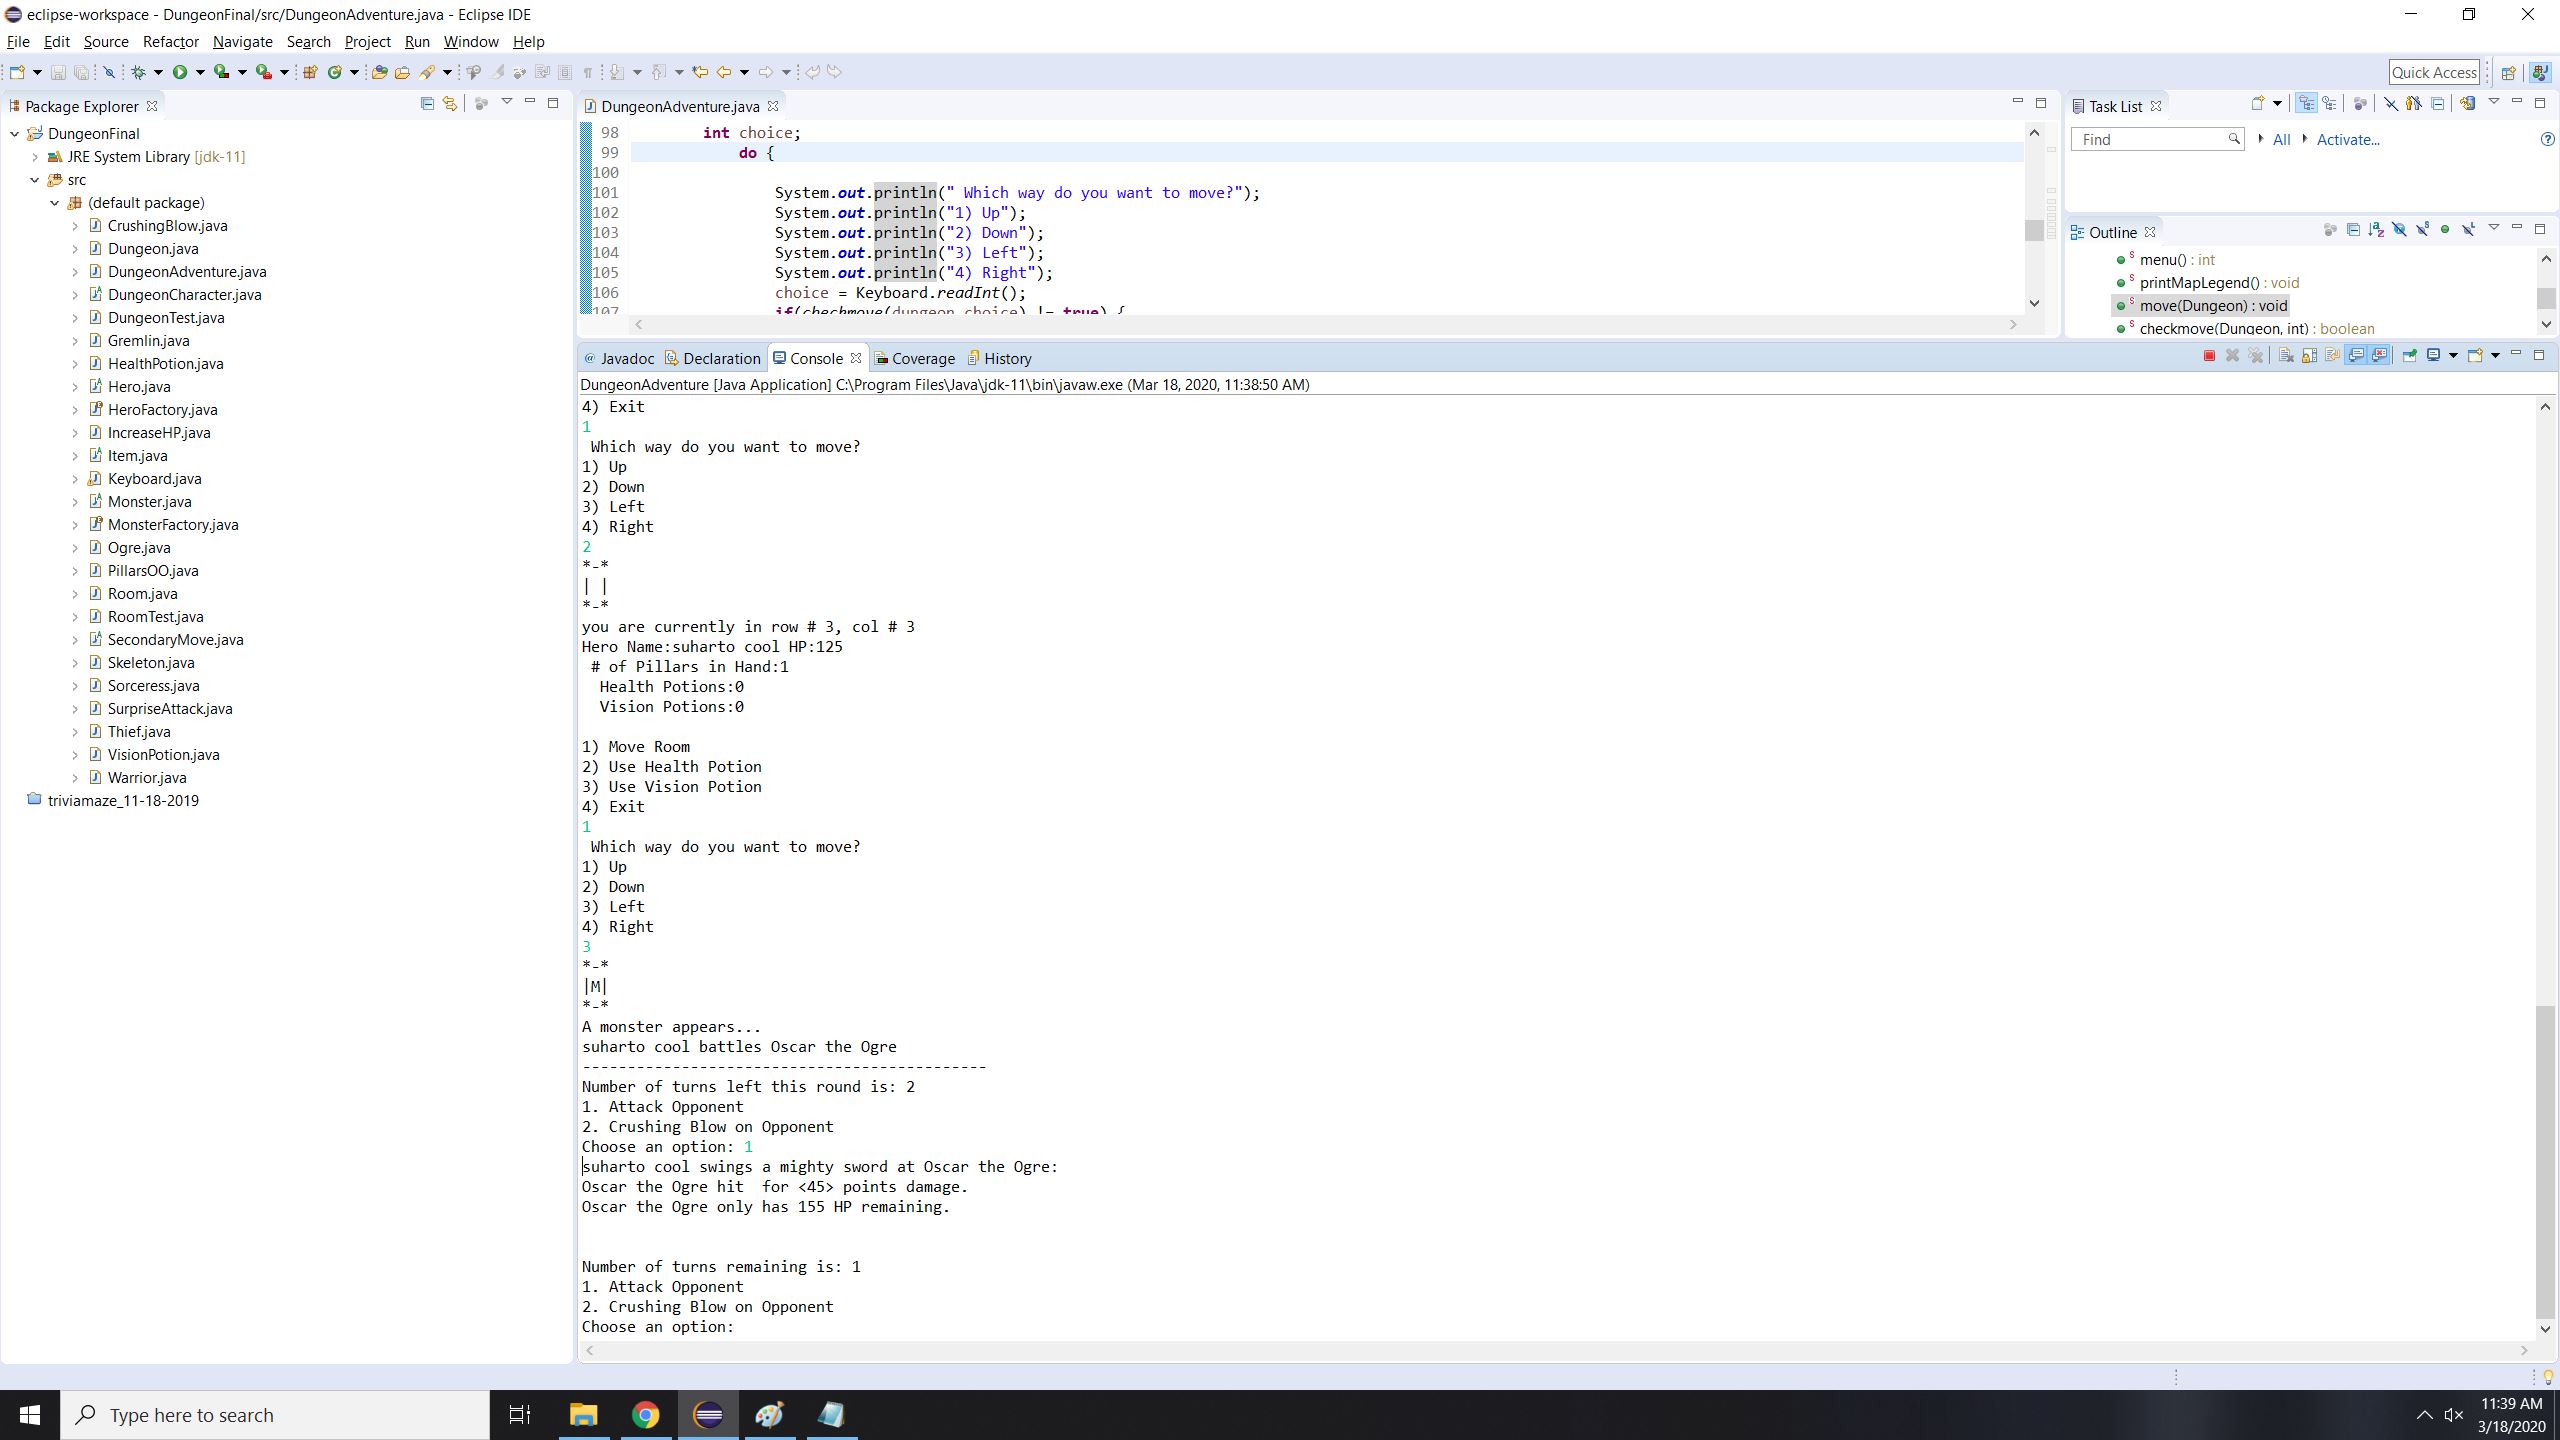 eclipse-workspace - DungeonFinal/src/DungeonAdventure.java - Eclipse IDE
File Edit Source Refactor Navigate Search Project Run Window Help
Quick Access
Package Explorer
DungeonFinal
JRE System Library [jdk-11]
src
(default package)
CrushingBlow.java
Dungeon.java
DungeonAdventure.java
DungeonCharacter.java
DungeonTest.java
Gremlin.java
HealthPotion.java
Hero.java
HeroFactory.java
IncreaseHP.java
Item.java
Keyboard.java
Monster.java
MonsterFactory.java
Ogre.java
PillarsOO.java
Room.java
RoomTest.java
SecondaryMove.java
Skeleton.java
Sorceress.java
SurpriseAttack.java
Thief.java
VisionPotion.java
Warrior.java
triviamaze_11-18-2019
DungeonAdventure.java
98 int choice;
99 do {
100
101 System.out.println(" Which way do you want to move?");
102 System.out.println("1) Up");
103 System.out.println("2) Down");
104 System.out.println("3) Left");
105 System.out.println("4) Right");
106 choice = Keyboard.readInt();
107 if(checkmove(dungeon,choice) != true) {
Task List
Find All Activate...
Outline
menu() : int
printMapLegend() : void
move(Dungeon) : void
checkmove(Dungeon, int) : boolean
Javadoc Declaration Console Coverage History
DungeonAdventure [Java Application] C:\Program Files\Java\jdk-11\bin\javaw.exe (Mar 18, 2020, 11:38:50 AM)
4) Exit
1
Which way do you want to move?
1) Up
2) Down
3) Left
4) Right
2
*-*
| |
*-*
you are currently in row # 3, col # 3
Hero Name:suharto cool HP:125
# of Pillars in Hand:1
Health Potions:0
Vision Potions:0
1) Move Room
2) Use Health Potion
3) Use Vision Potion
4) Exit
1
Which way do you want to move?
1) Up
2) Down
3) Left
4) Right
3
*-*
|M|
*-*
A monster appears...
suharto cool battles Oscar the Ogre
---------------------------------------------
Number of turns left this round is: 2
1. Attack Opponent
2. Crushing Blow on Opponent
Choose an option: 1
suharto cool swings a mighty sword at Oscar the Ogre:
Oscar the Ogre hit  for <45> points damage.
Oscar the Ogre only has 155 HP remaining.
Number of turns remaining is: 1
1. Attack Opponent
2. Crushing Blow on Opponent
Choose an option:
Type here to search
11:39 AM
3/18/2020